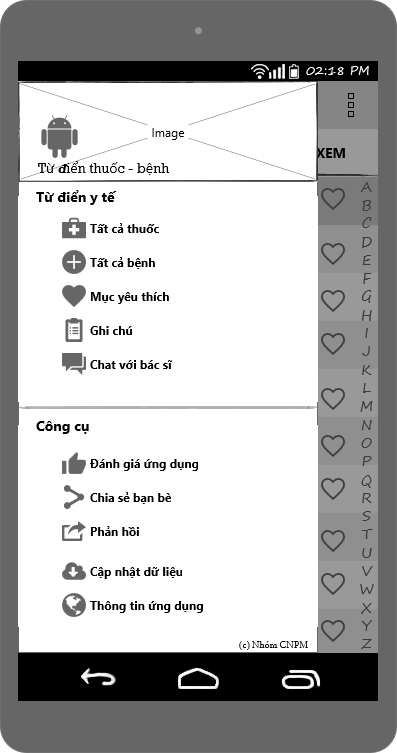 02:18 PM
Image
Từ điển thuốc - bệnh
XEM
Từ điển y tế
Tất cả thuốc
Tất cả bệnh
Mục yêu thích
Ghi chú
Chat với bác sĩ
Công cụ
Đánh giá ứng dụng
Chia sẻ bạn bè
Phản hồi
Cập nhật dữ liệu
Thông tin ứng dụng
(c) Nhóm CNPM
A
B
C
D
E
F
G
H
I
J
K
L
M
N
O
P
Q
R
S
T
U
V
W
X
Y
Z